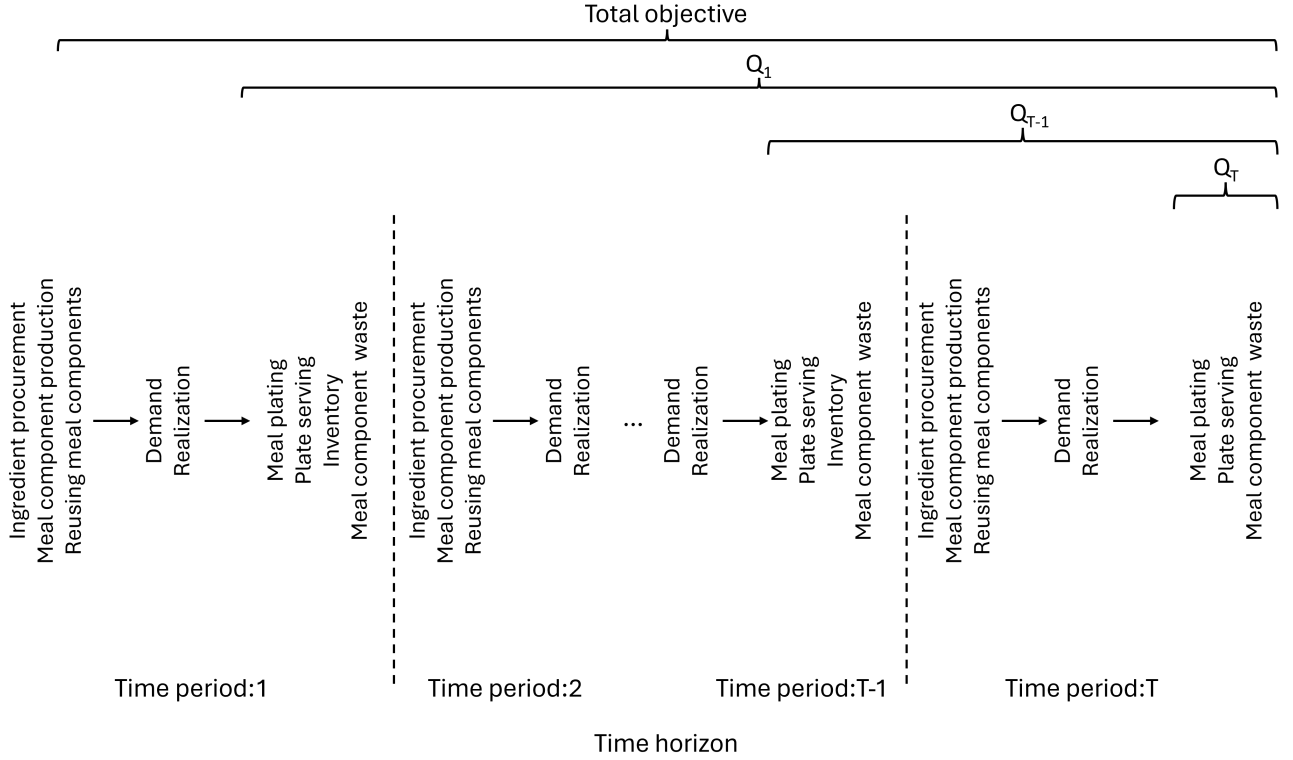 Total objective
Q1
QT-1
QT
Ingredient procurement
Meal component production
Reusing meal components
Demand
Realization
Meal plating
Plate serving
Inventory
Meal component waste
Ingredient procurement
Meal component production
Reusing meal components
Demand
Realization
...
Demand
Realization
Meal plating
Plate serving
Inventory
Meal component waste
Ingredient procurement
Meal component production
Reusing meal components
Demand
Realization
Meal plating
Plate serving
Meal component waste
Time period:1
Time period:2
Time period:T-1
Time period:T
Time horizon